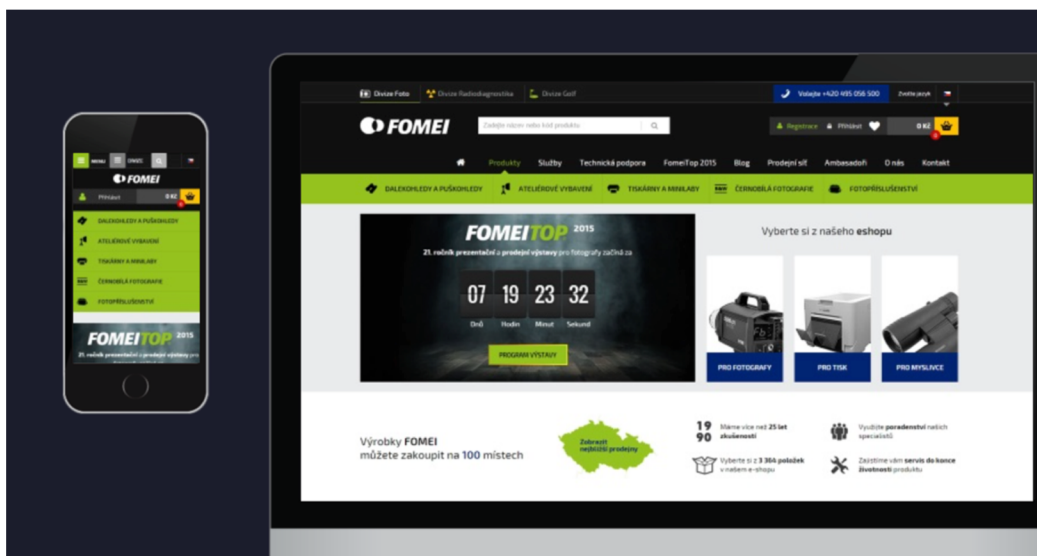 MENU
DIVIZE
FOMEI
Přihlásit
0 Kč
DALEKOHLEDY A PUŠKOHLEDY
ATELIÉROVÉ VYBAVENÍ
TISKÁRNY A MINILABY
ČERNOBÍLÁ FOTOGRAFIE
FOTOPŘÍSLUŠENSTVÍ
FOMEITOP 2015
21. ročník prezentační a prodejní výstavy pro
Divize Foto Divize Radiodiagnostika Divize Golf
Volejte +420 495 056 500 Zvolte jazyk
FOMEI Zadejte název nebo kód produktu
Registrace Přihlásit 0 Kč
Produkty Služby Technická podpora FomeiTop 2015 Blog Prodejní síť Ambasadoři O nás Kontakt
DALEKOHLEDY A PUŠKOHLEDY ATELIÉROVÉ VYBAVENÍ TISKÁRNY A MINILABY ČERNOBÍLÁ FOTOGRAFIE FOTOPŘÍSLUŠENSTVÍ
FOMEITOP 2015
21. ročník prezentační a prodejní výstavy pro fotografy začíná za
07 19 23 32
Dnů Hodin Minut Sekund
PROGRAM VÝSTAVY
Vyberte si z našeho eshopu
PRO FOTOGRAFY PRO TISK PRO MYSLIVCE
Výrobky FOMEI
můžete zakoupit na 100 místech
Zobrazit
nejbližší prodejny
19
90
Máme více než 25 let
zkušeností
Využijte poradenství našich
specialistů
Vyberte si z 3 364 položek
v našem e-shopu
Zajistíme vám servis do konce
životnosti produktu